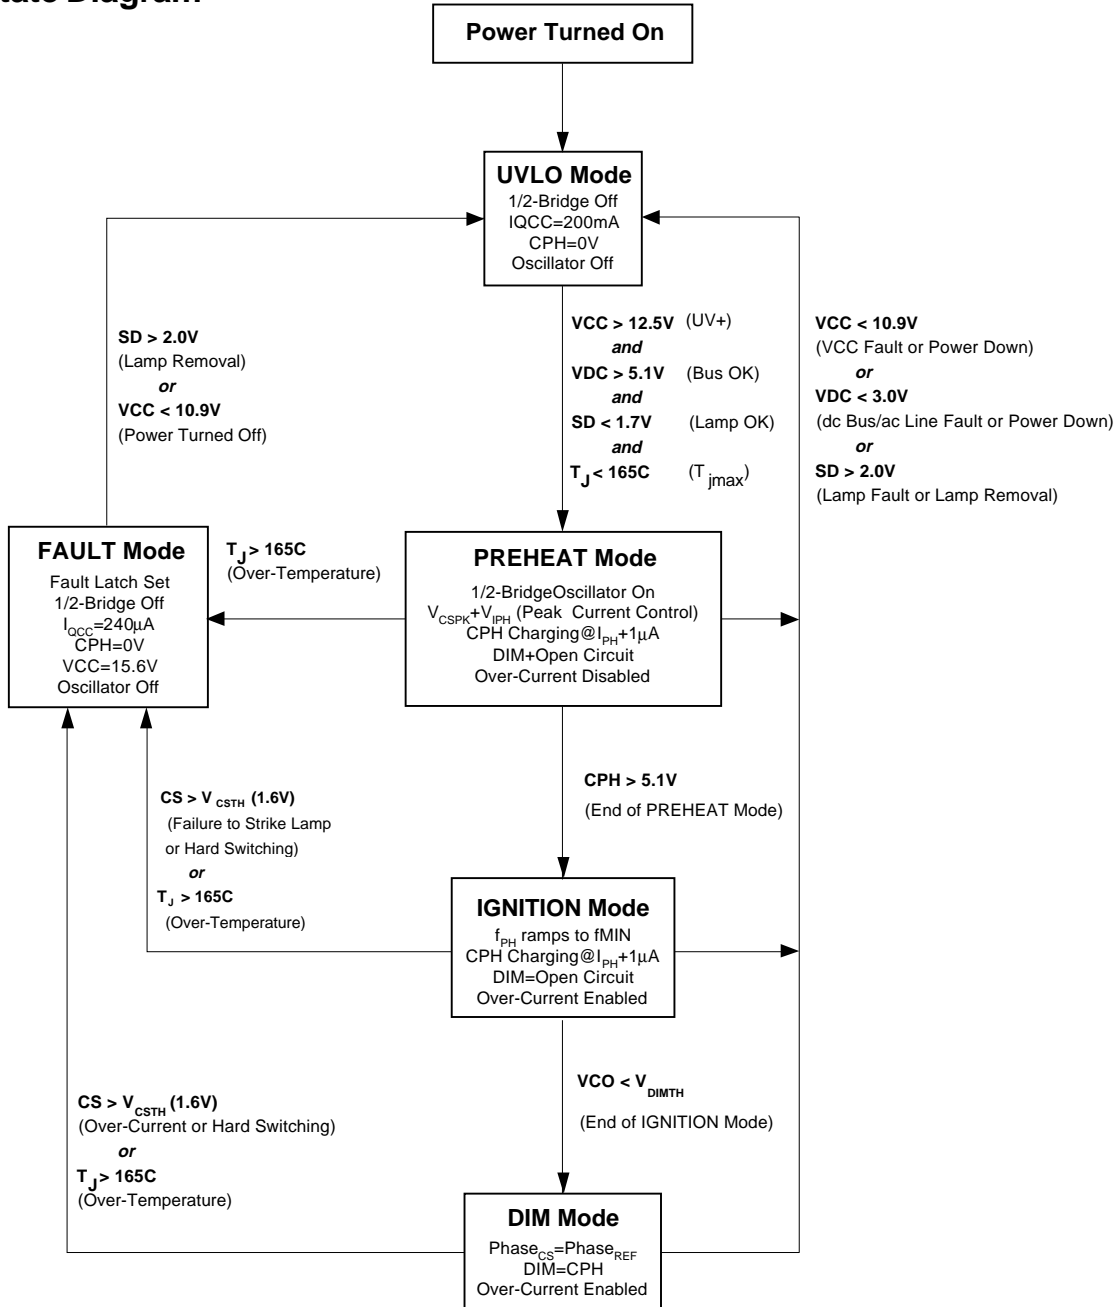 tate Diagram
Power Turned On
UVLO Mode
1/2-Bridge Off
IQCC=200mA
CPH=0V
Oscillator Off
SD > 2.0V
(Lamp Removal)
or
VCC < 10.9V
(Power Turned Off)
VCC > 12.5V (UV+)
and
VDC > 5.1V (Bus OK)
and
SD < 1.7V (Lamp OK)
and
TJ < 165C (Tjmax)
VCC < 10.9V
(VCC Fault or Power Down)
or
VDC < 3.0V
(dc Bus/ac Line Fault or Power Down)
or
SD > 2.0V
(Lamp Fault or Lamp Removal)
FAULT Mode
Fault Latch Set
1/2-Bridge Off
IQCC=240µA
CPH=0V
VCC=15.6V
Oscillator Off
TJ > 165C
(Over-Temperature)
PREHEAT Mode
1/2-BridgeOscillator On
VCSPK+VIPH (Peak Current Control)
CPH Charging@IPH+1µA
DIM+Open Circuit
Over-Current Disabled
CPH > 5.1V
(End of PREHEAT Mode)
CS > VCSTH (1.6V)
(Failure to Strike Lamp
or Hard Switching)
or
TJ > 165C
(Over-Temperature)
IGNITION Mode
fPH ramps to fMIN
CPH Charging@IPH+1µA
DIM=Open Circuit
Over-Current Enabled
VCO < VDIMTH
(End of IGNITION Mode)
CS > VCSTH (1.6V)
(Over-Current or Hard Switching)
or
TJ > 165C
(Over-Temperature)
DIM Mode
PhaseCS=PhaseREF
DIM=CPH
Over-Current Enabled